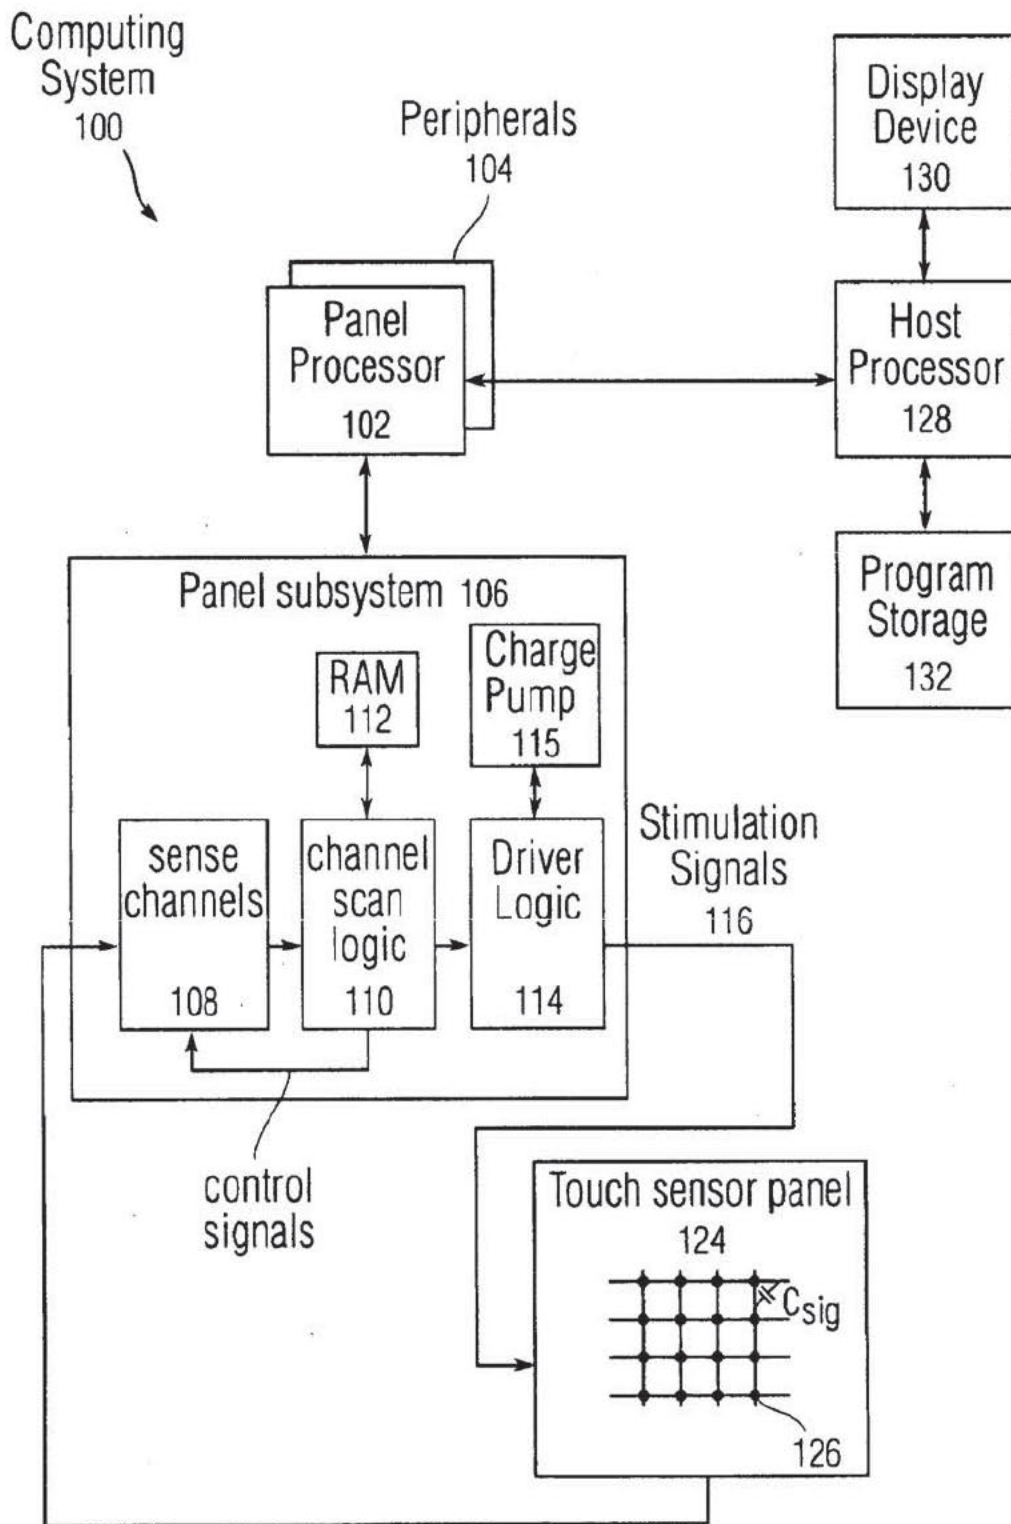 Computing
System
100
Peripherals
104
Display
Device
130
Panel
Processor
102
Host
Processor
128
Program
Storage
132
Panel subsystem 106
RAM
112
Charge
Pump
115
sense
channels
108
channel
scan
logic
110
Driver
Logic
114
Stimulation
Signals
116
control
signals
Touch sensor panel
124
Csig
126